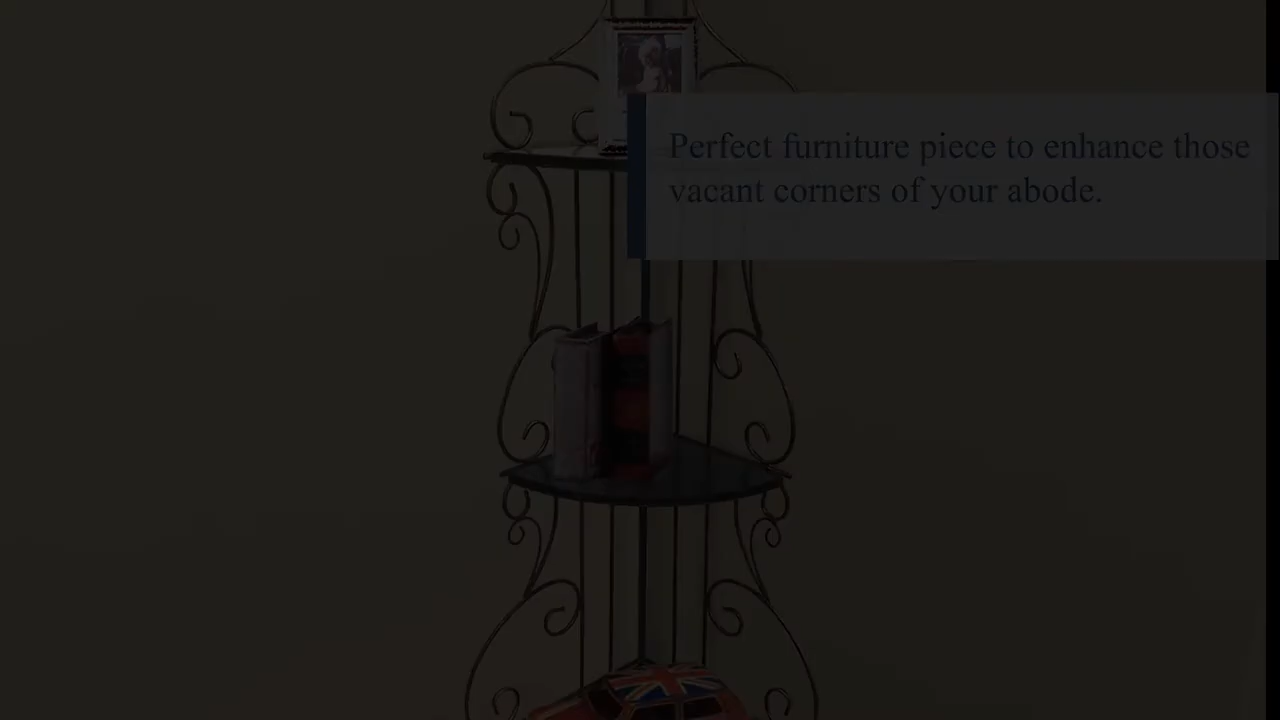 Perfect furniture piece to enhance those
vacant corners of your abode.